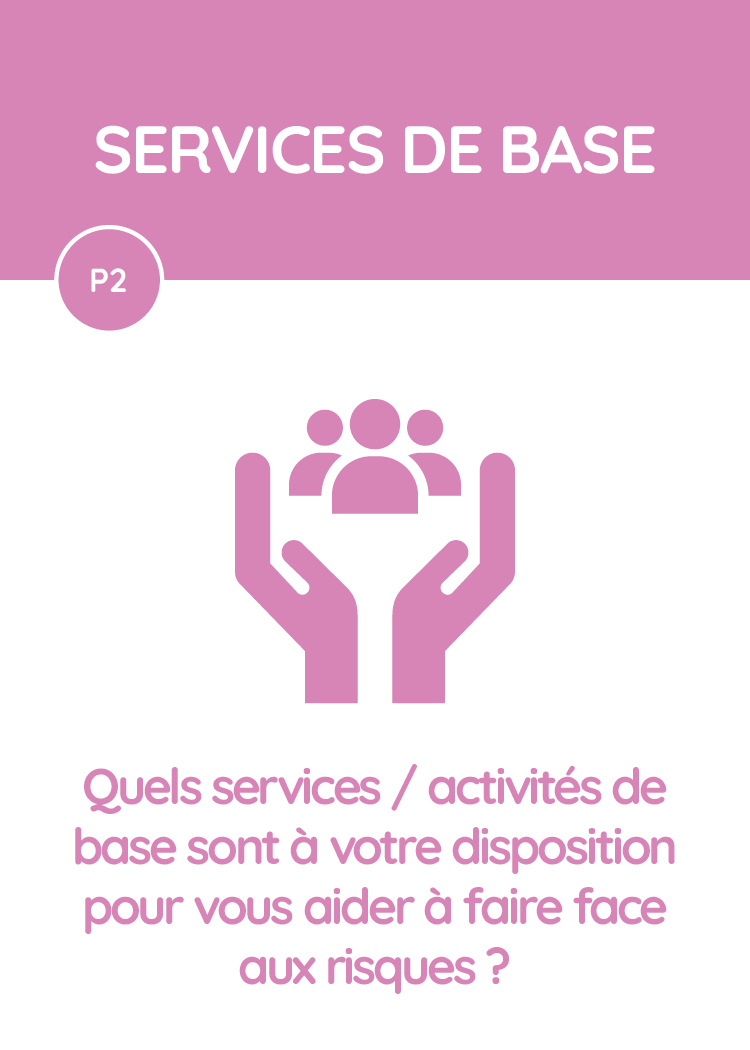 SERVICES DE BASE
P2
Quels services / activités de
base sont à votre disposition
pour vous aider à faire face
aux risques ?